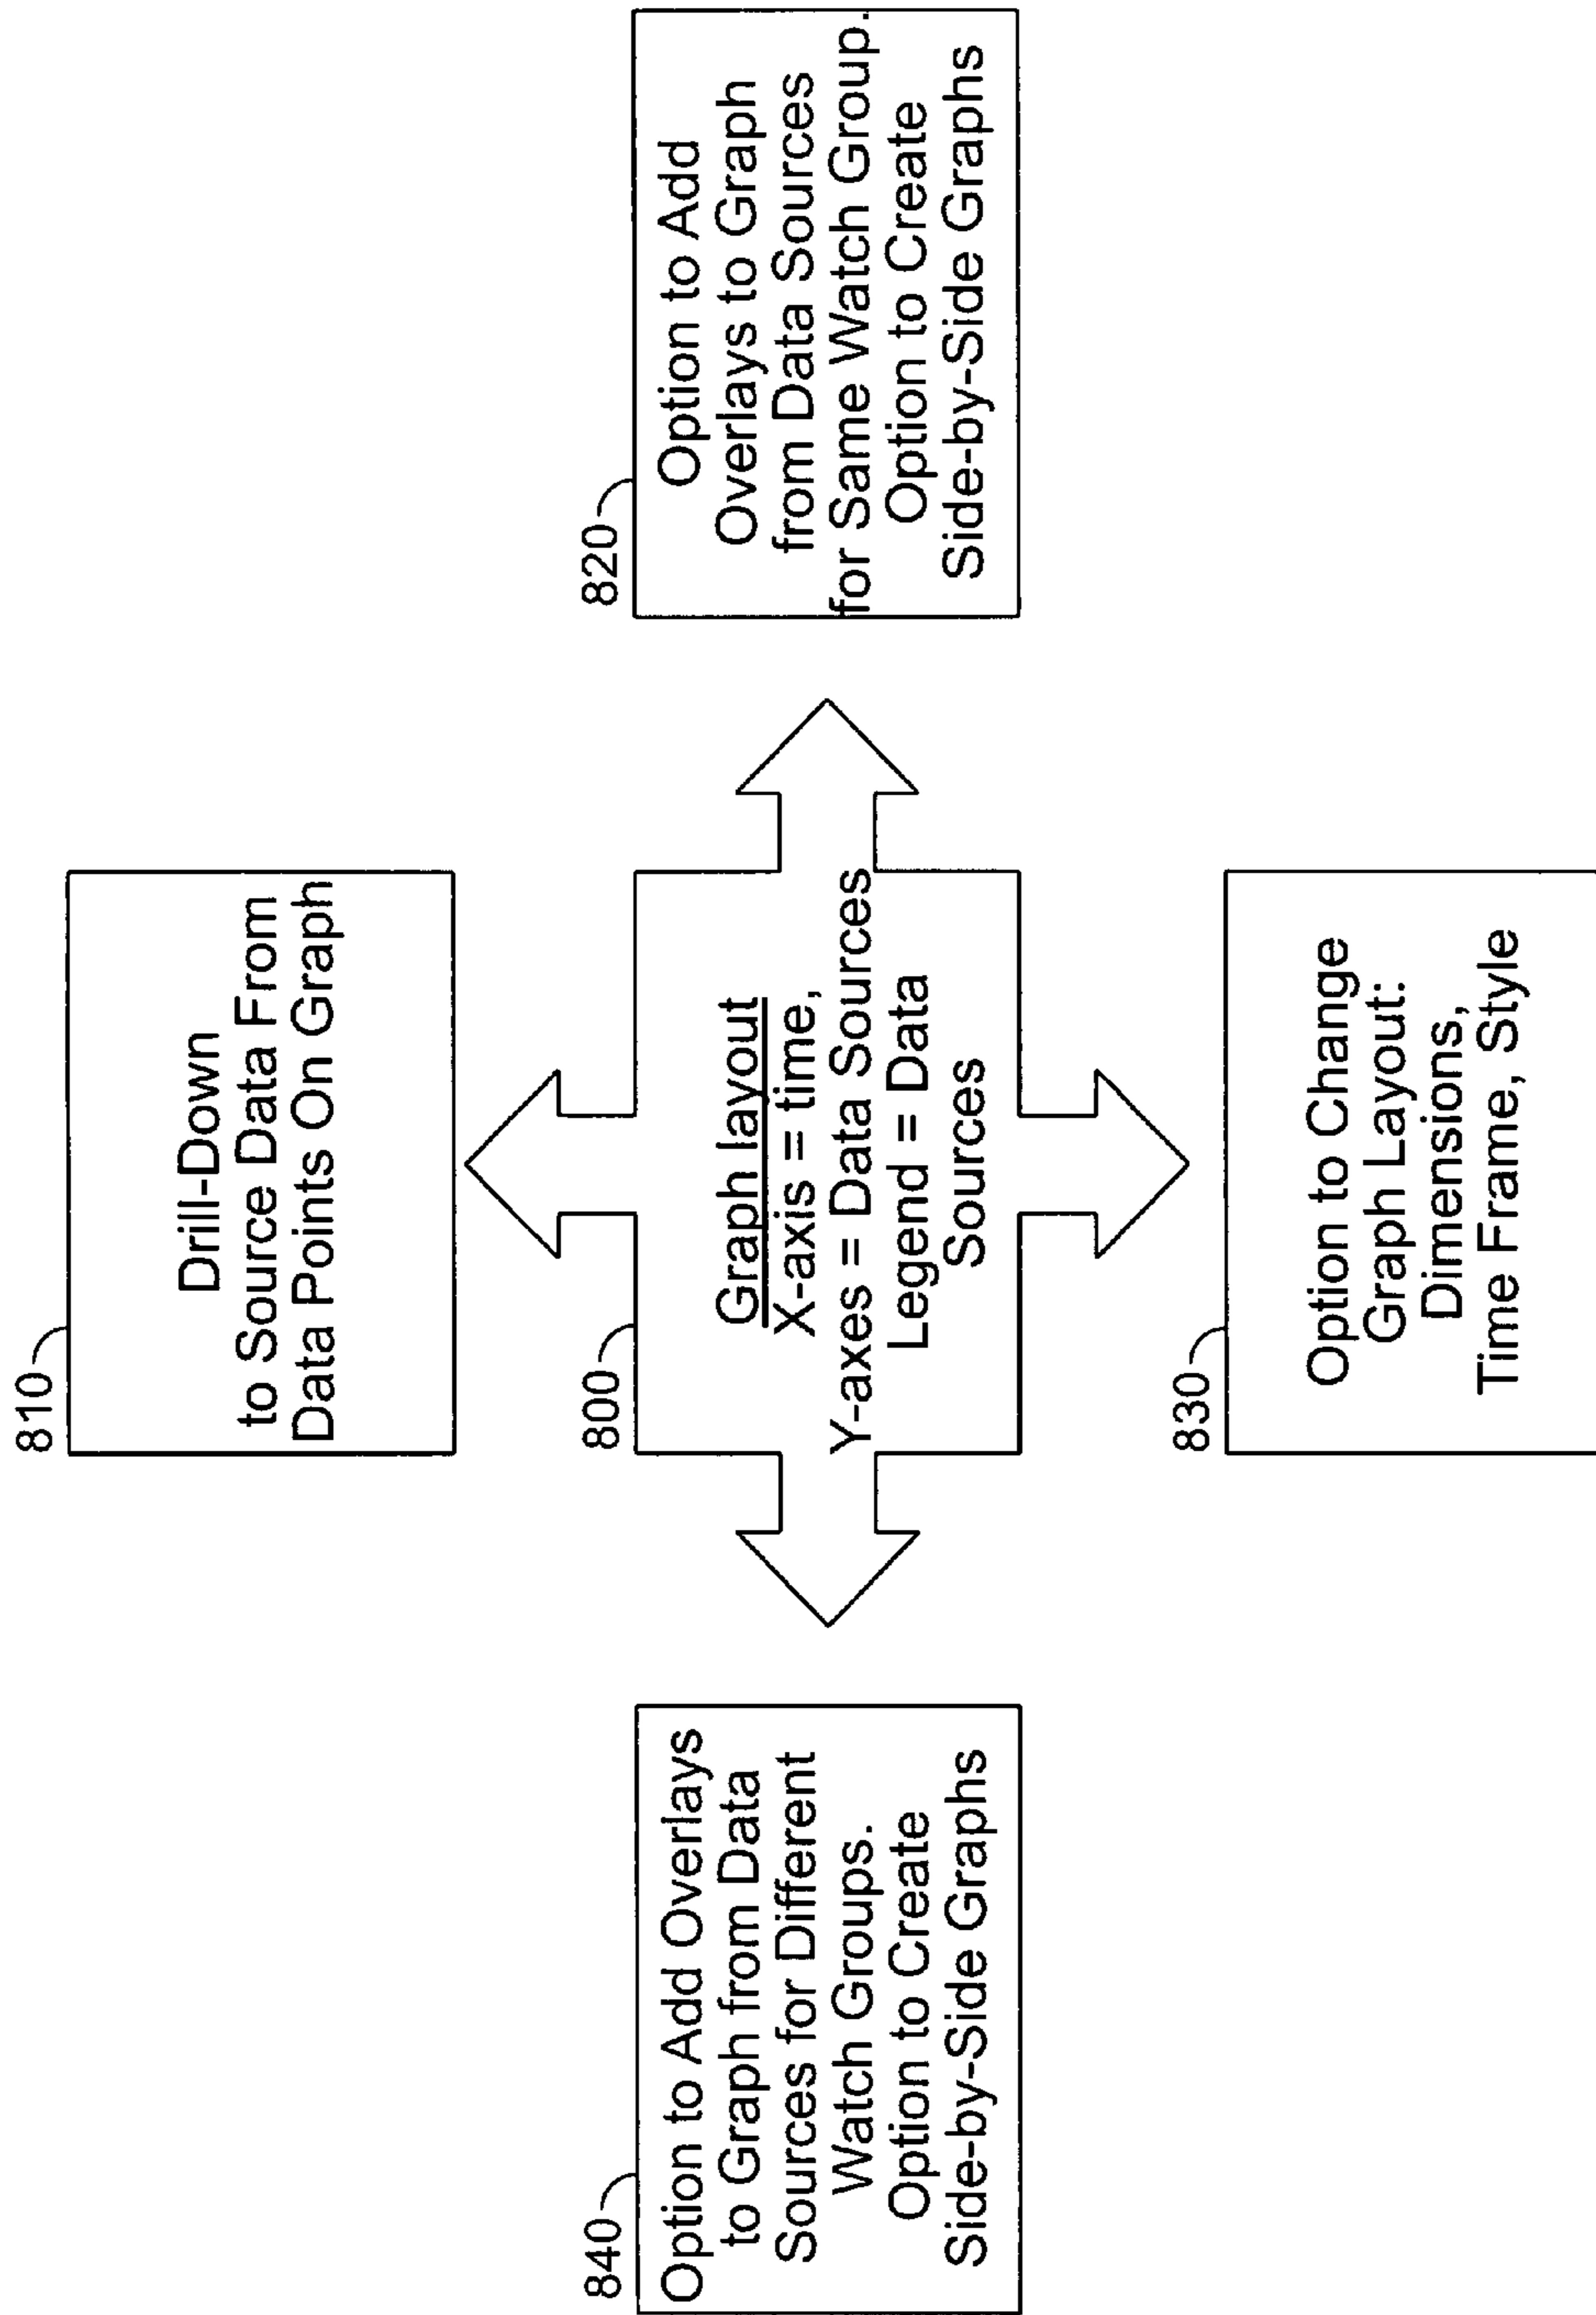 810
Drill-Down
to Source Data From
Data Points On Graph
840
Option to Add Overlays
to Graph from Data
Sources for Different
Watch Groups.
Option to Create
Side-by-Side Graphs
800
Graph layout
X-axis = time,
Y-axes = Data Sources
Legend = Data
Sources
820
Option to Add
Overlays to Graph
from Data Sources
for Same Watch Group.
Option to Create
Side-by-Side Graphs
830
Option to Change
Graph Layout:
Dimensions,
Time Frame, Style